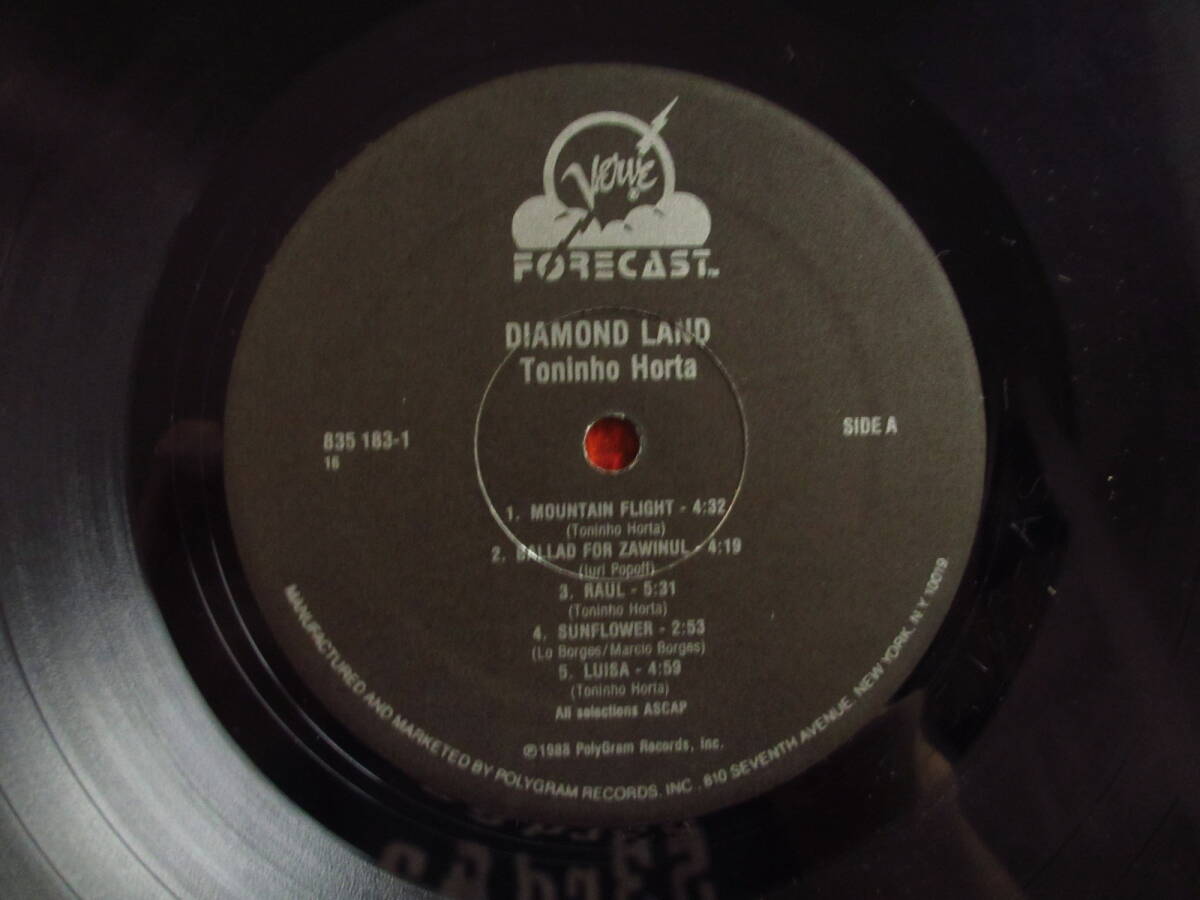 Verve
FORECAST™
DIAMOND LAND
Toninho Horta
835 183-1
16
SIDE A
1. MOUNTAIN FLIGHT - 4:32
(Toninho Horta)
2. BALLAD FOR ZAWINUL - 4:19
(Iuri Popoff)
3. RAUL - 5:31
(Toninho Horta)
4. SUNFLOWER - 2:53
(Lo Borges/Marcio Borges)
5. LUISA - 4:59
(Toninho Horta)
All selections ASCAP
℗1988 PolyGram Records, Inc.
MANUFACTURED AND MARKETED BY POLYGRAM RECORDS, INC., 810 SEVENTH AVENUE, NEW YORK, N.Y. 10019